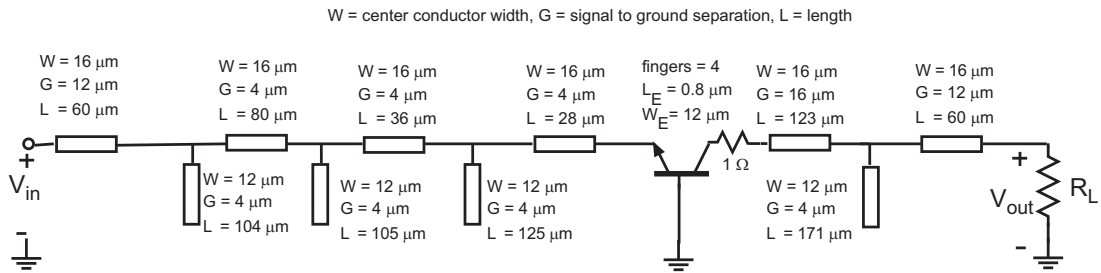 W = center conductor width, G = signal to ground separation, L = length
W = 16 μm
G = 12 μm
L = 60 μm
W = 16 μm
G = 4 μm
L = 80 μm
W = 16 μm
G = 4 μm
L = 36 μm
W = 16 μm
G = 4 μm
L = 28 μm
fingers = 4
L_E = 0.8 μm
W_E = 12 μm
W = 16 μm
G = 16 μm
L = 123 μm
W = 16 μm
G = 12 μm
L = 60 μm
+
V_in
-
W = 12 μm
G = 4 μm
L = 104 μm
W = 12 μm
G = 4 μm
L = 105 μm
W = 12 μm
G = 4 μm
L = 125 μm
1 Ω
W = 12 μm
G = 4 μm
L = 171 μm
+
V_out
-
R_L